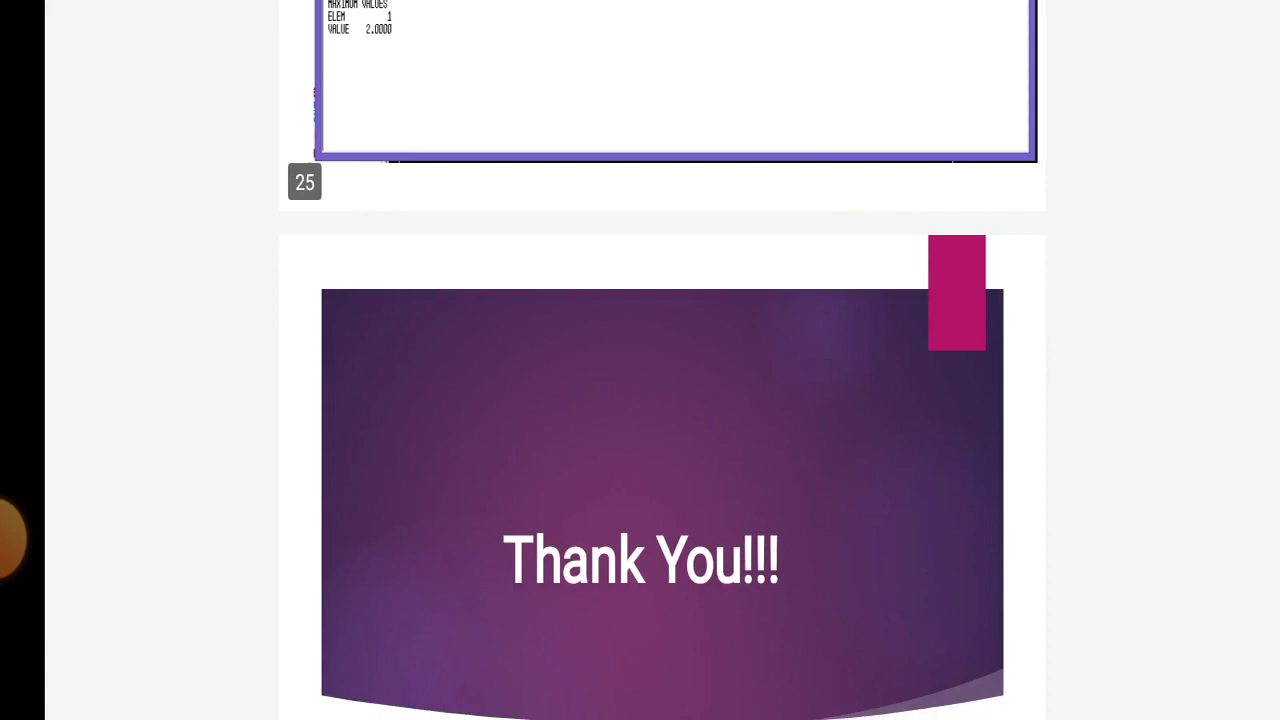 MAXIMUM VALUES
ELEM 1
VALUE 2.0000
25
Thank You!!!